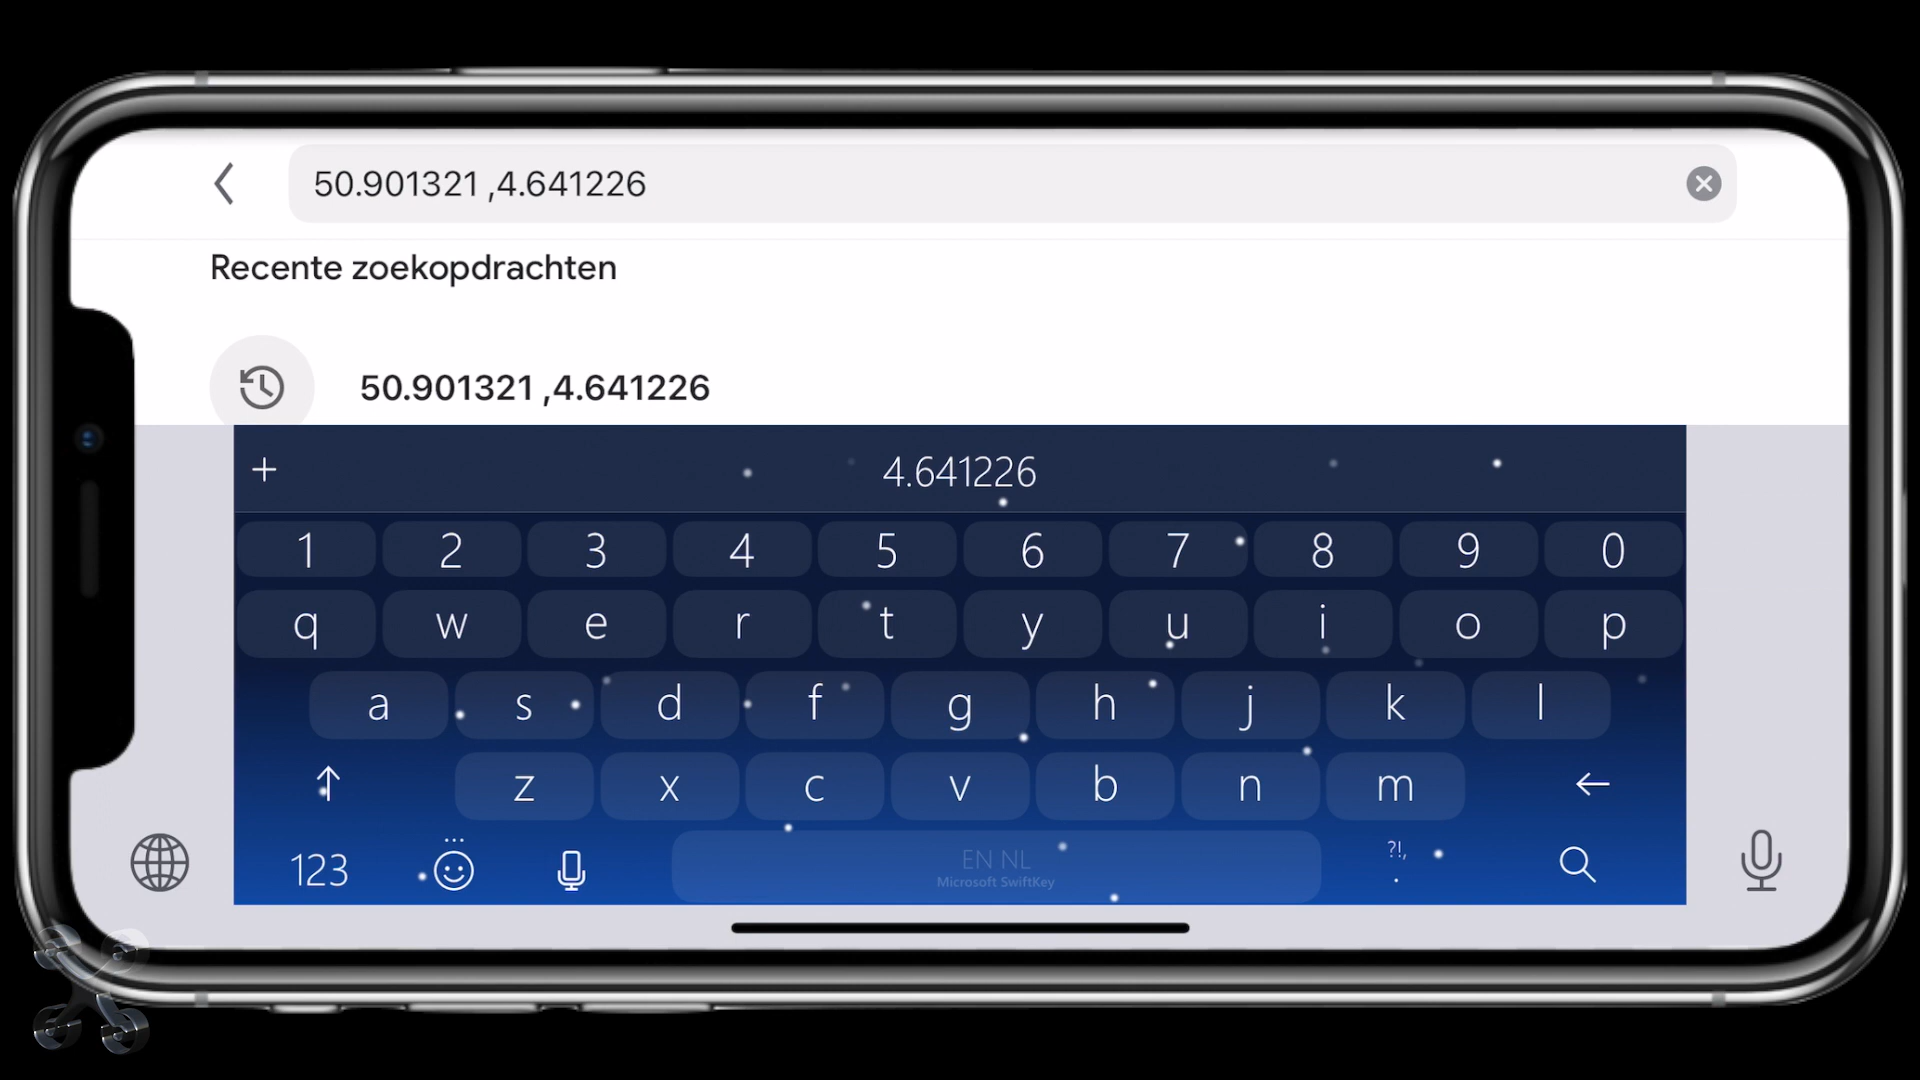 50.901321 ,4.641226
Recente zoekopdrachten
50.901321 ,4.641226
+ 4.641226
1 2 3 4 5 6 7 8 9 0
q w e r t y u i o p
a s d f g h j k l
z x c v b n m
123 EN NL ?!,
Microsoft SwiftKey .